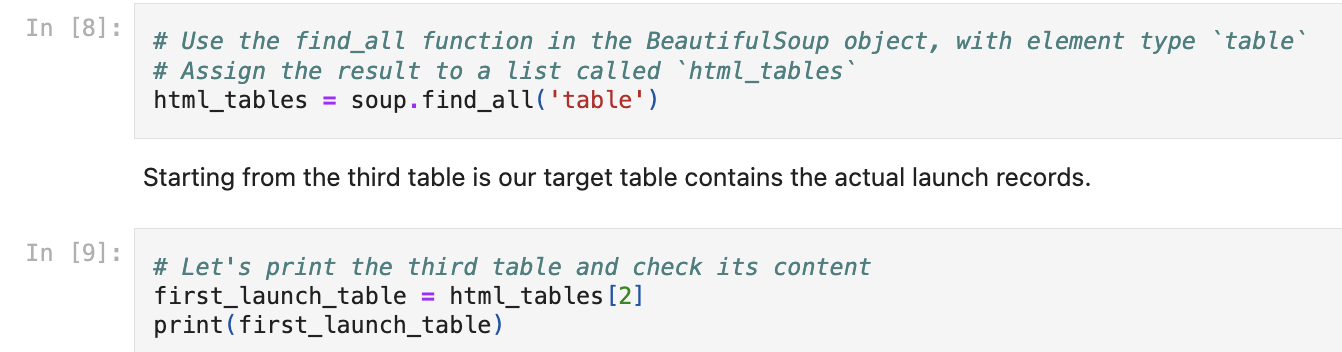 In [8]:
# Use the find_all function in the BeautifulSoup object, with element type `table`
# Assign the result to a list called `html_tables`
html_tables = soup.find_all('table')
Starting from the third table is our target table contains the actual launch records.
In [9]:
# Let's print the third table and check its content
first_launch_table = html_tables[2]
print(first_launch_table)